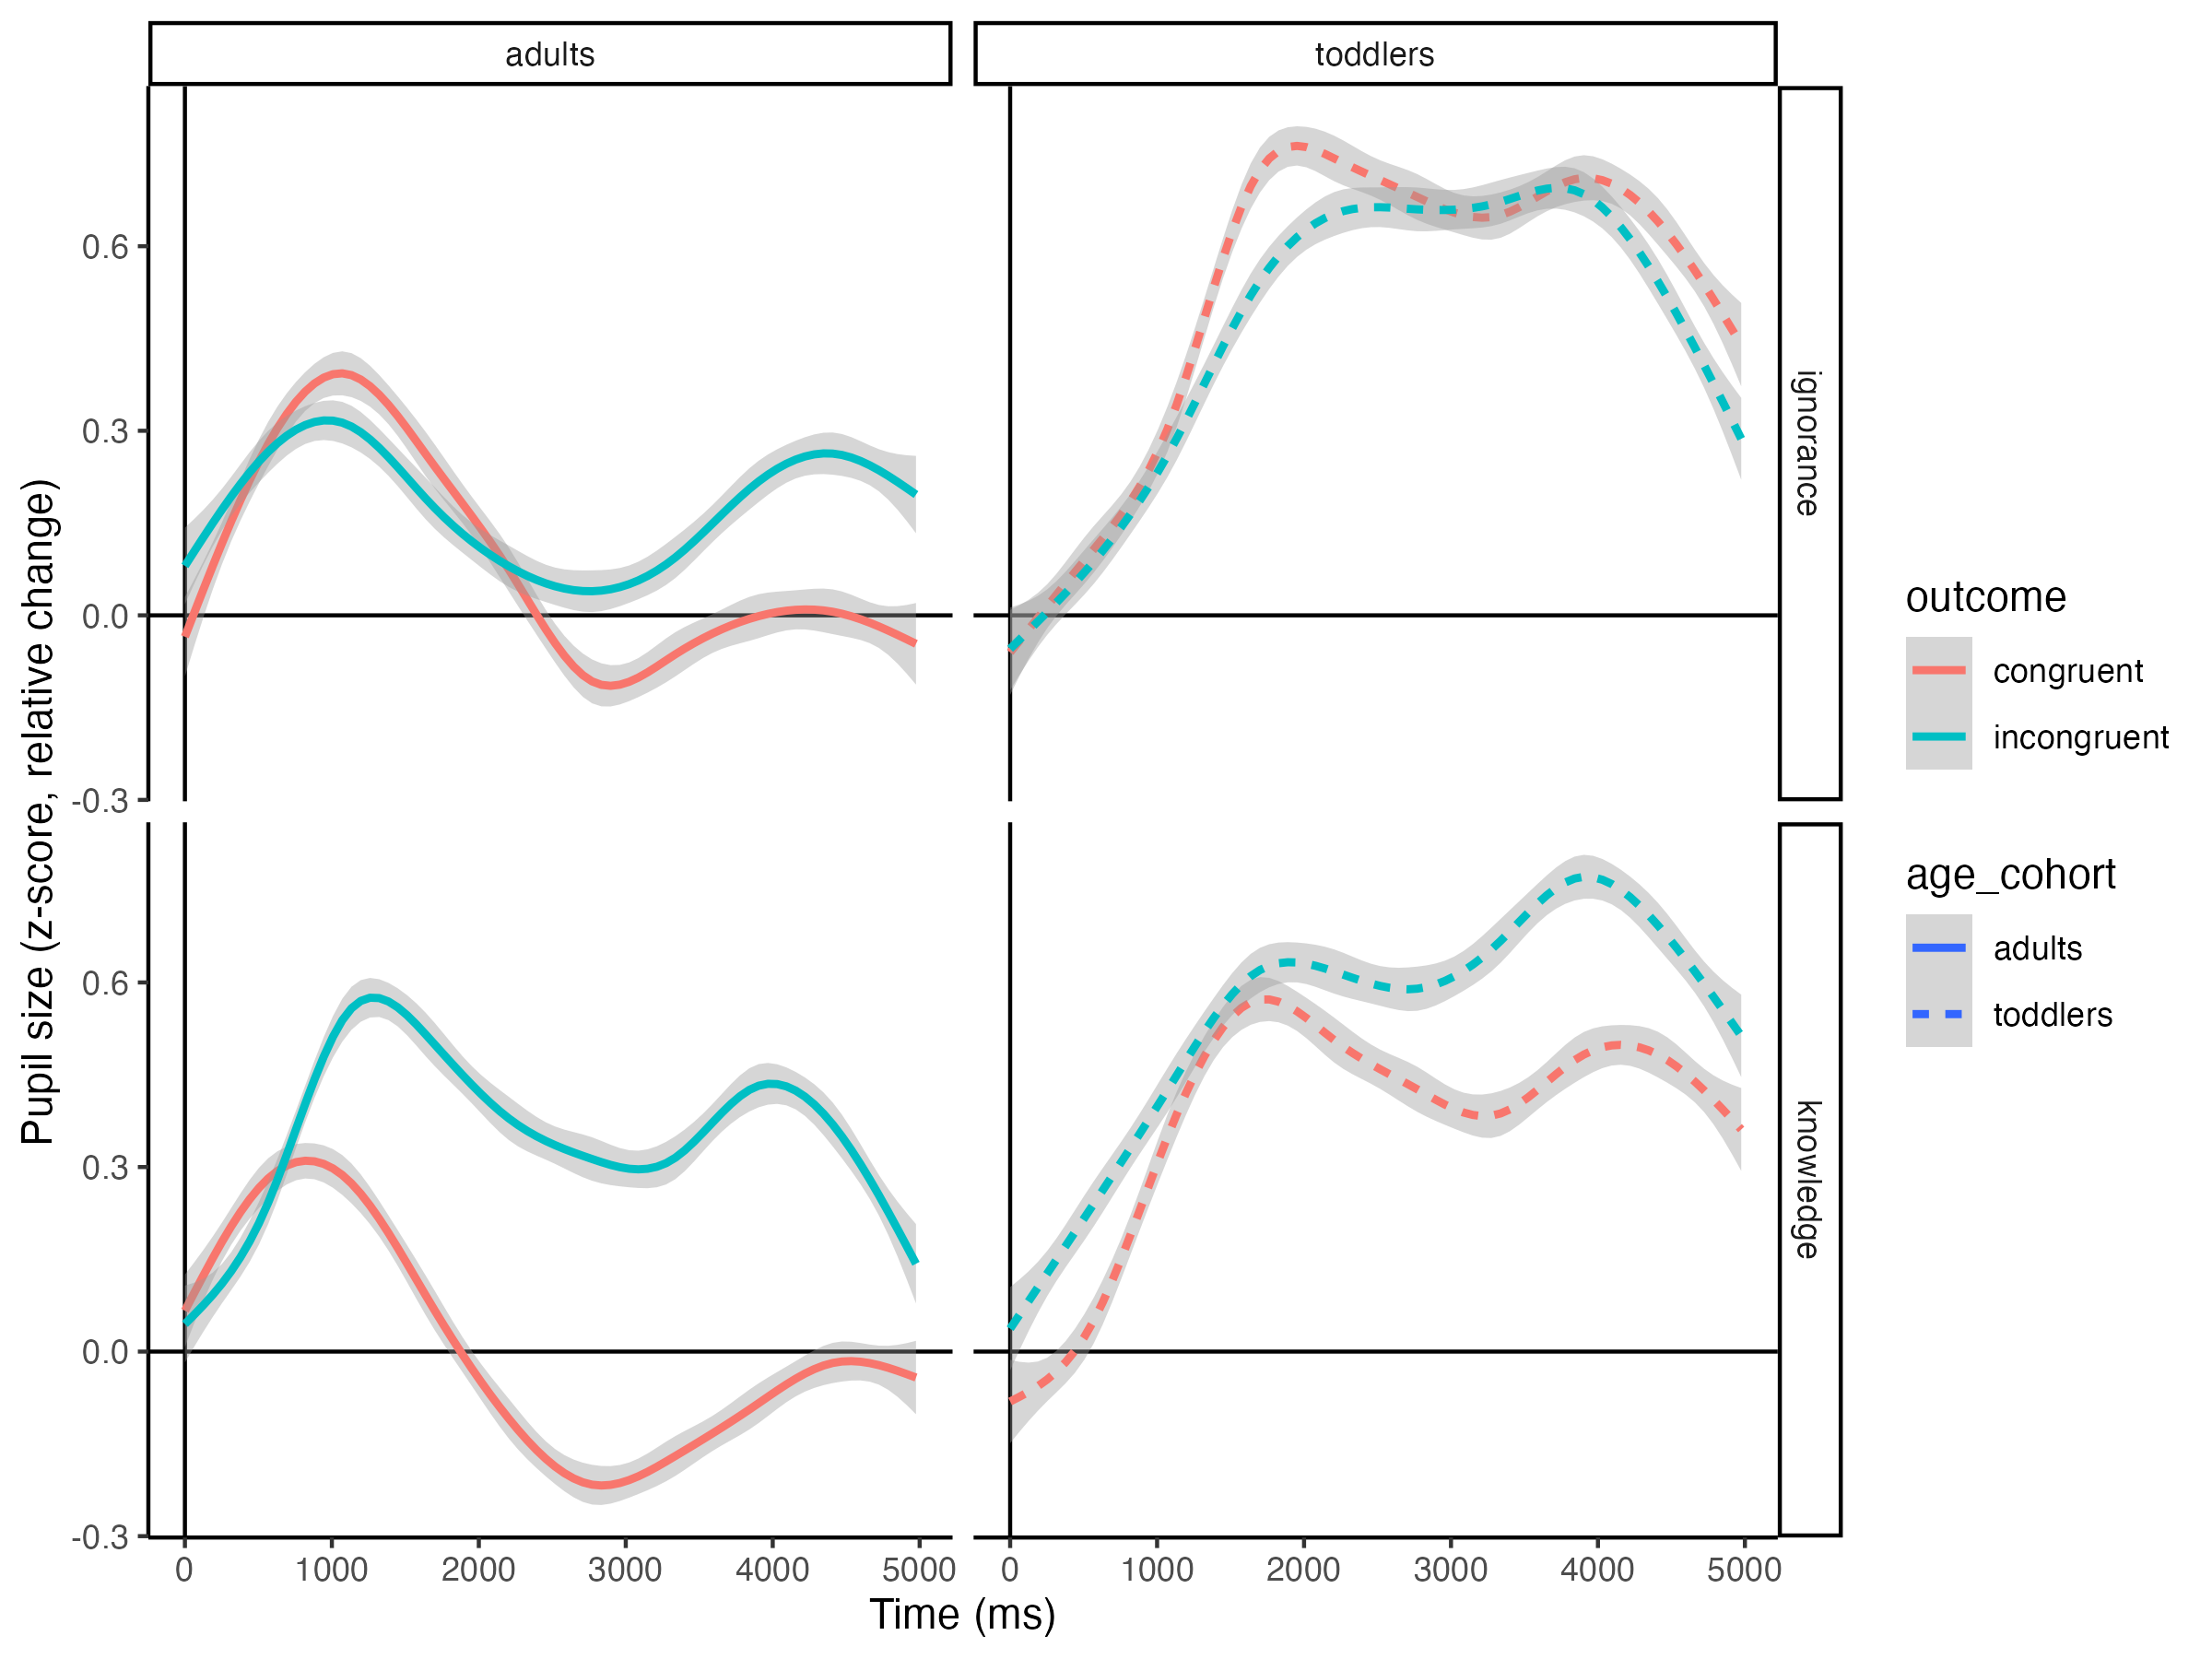 adults
toddlers
ignorance
knowledge
Pupil size (z-score, relative change)
0.6
0.3
0.0
-0.3
0.6
0.3
0.0
-0.3
0 1000 2000 3000 4000 5000
0 1000 2000 3000 4000 5000
Time (ms)
outcome
congruent
incongruent
age_cohort
adults
toddlers